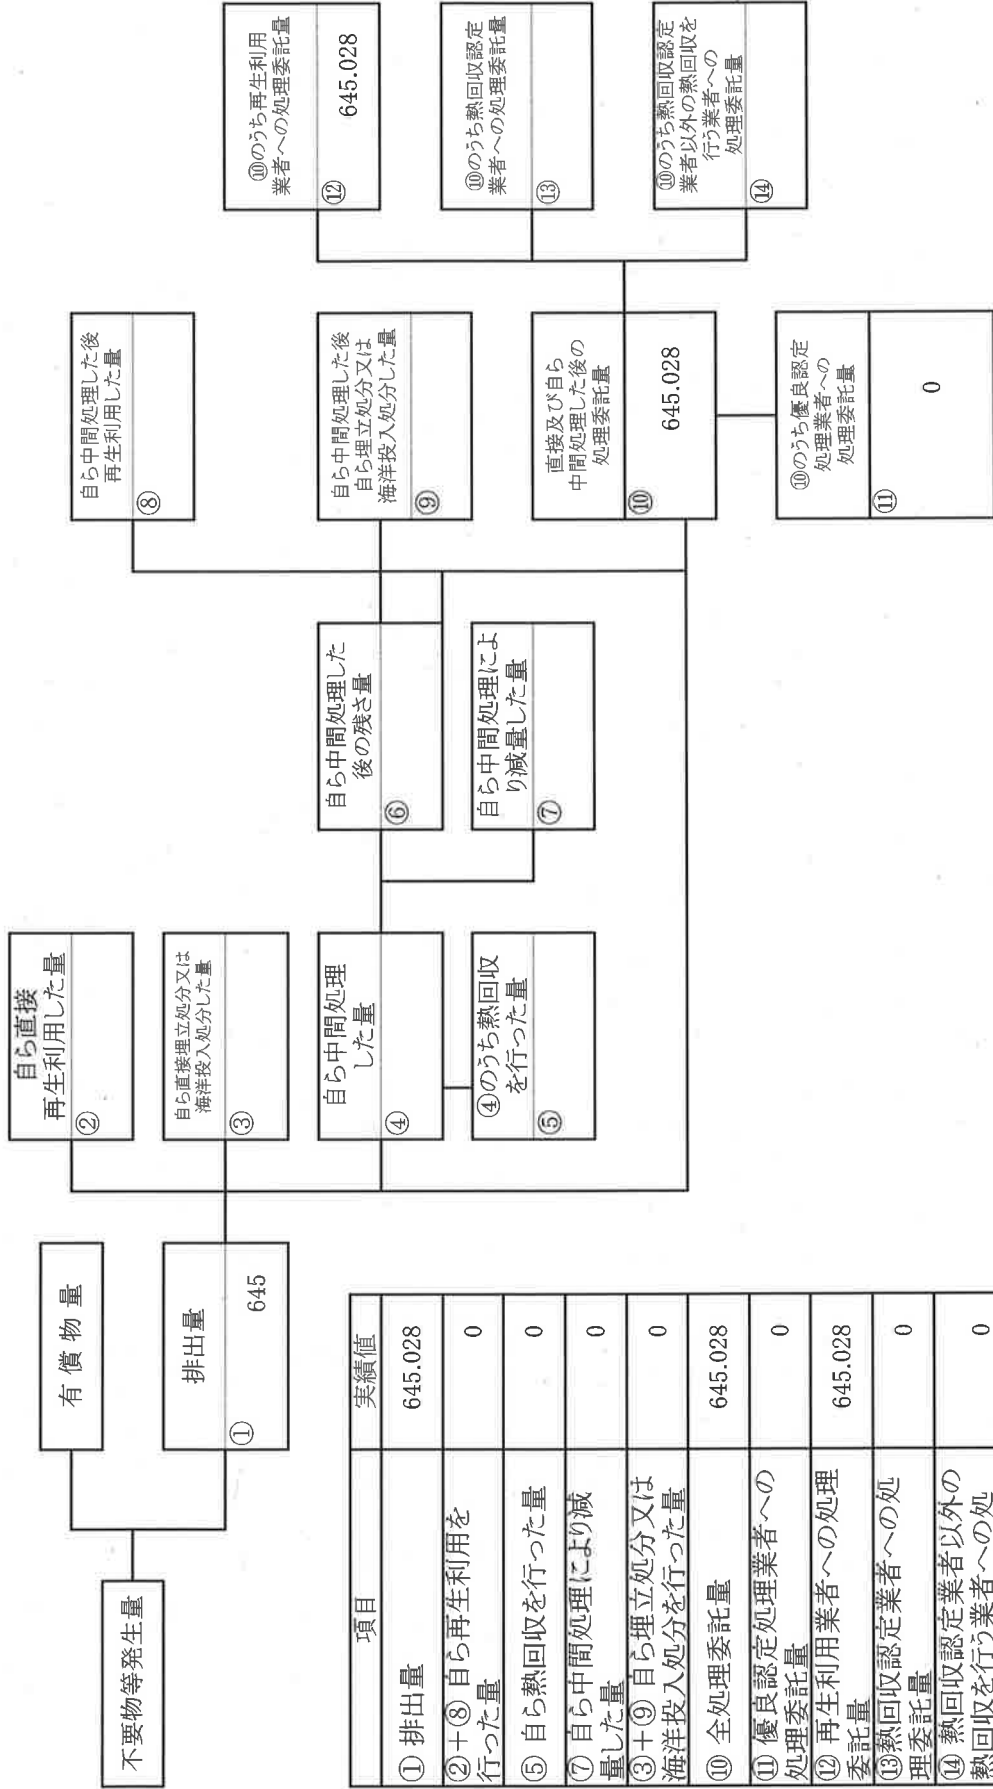 不要物等発生量
有償物量
排出量
①
645
自ら直接
再生利用した量
②
自ら直接埋立処分又は
海洋投入処分した量
③
自ら中間処理
した量
④
④のうち熱回収
を行った量
⑤
自ら中間処理した
後の残さ量
⑥
自ら中間処理によ
り減量した量
⑦
自ら中間処理した後
再生利用した量
⑧
自ら中間処理した後
自ら埋立処分又は
海洋投入処分した量
⑨
直接及び自ら
中間処理した後の
処理委託量
⑩
645.028
⑩のうち優良認定
処理業者への
処理委託量
⑪
0
⑩のうち再生利用
業者への処理委託量
⑫
645.028
⑩のうち熱回収認定
業者への処理委託量
⑬
⑩のうち熱回収認定
業者以外の熱回収を
行う業者への
処理委託量
⑭
項目 実績値
① 排出量 645.028
②＋⑧ 自ら再生利用を
行った量 0
⑤ 自ら熱回収を行った量 0
⑦ 自ら中間処理により減
量した量 0
③＋⑨ 自ら埋立処分又は
海洋投入処分を行った量 0
⑩ 全処理委託量 645.028
⑪ 優良認定処理業者への
処理委託量 0
⑫ 再生利用業者への処理
委託量 645.028
⑬熱回収認定業者への処
理委託量 0
⑭ 熱回収認定業者以外の
熱回収を行う業者への処 0